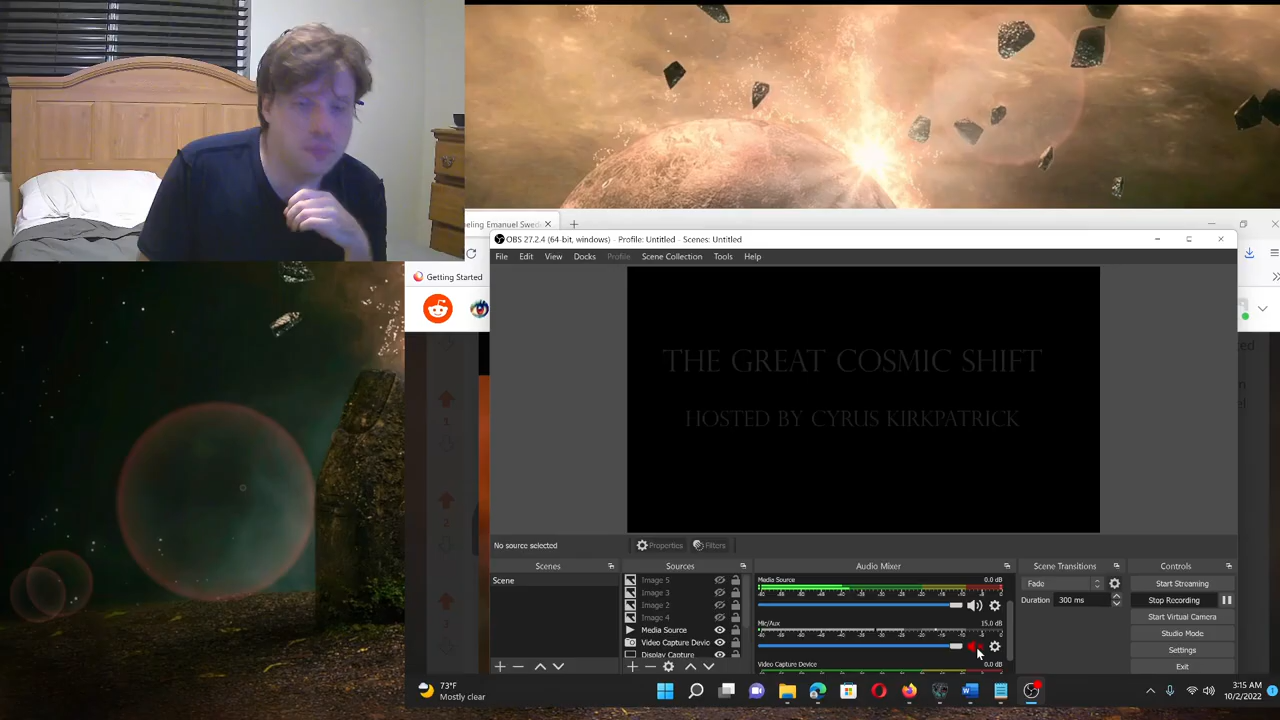 eling Emanuel Swed
OBS 27.2.4 (64-bit, windows) - Profile: Untitled - Scenes: Untitled
File Edit View Docks Profile Scene Collection Tools Help
Getting Started
THE GREAT COSMIC SHIFT
HOSTED BY CYRUS KIRKPATRICK
No source selected Properties Filters
Scenes Sources Audio Mixer Scene Transitions Controls
Scene
Image 5
Image 3
Image 2
Image 4
Media Source
Video Capture Devic
Display Capture
Media Source 0.0 dB
Mic/Aux 15.0 dB
Video Capture Device 0.0 dB
Fade
Duration 300 ms
Start Streaming
Stop Recording
Start Virtual Camera
Studio Mode
Settings
Exit
73°F
Mostly clear
3:15 AM
10/2/2022